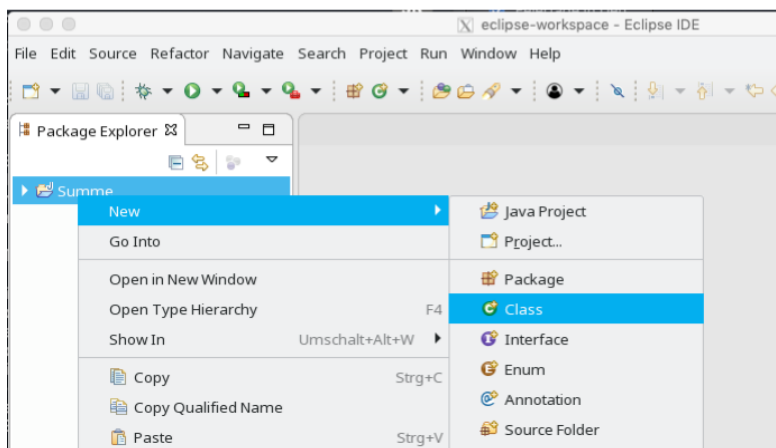 eclipse-workspace - Eclipse IDE
File Edit Source Refactor Navigate Search Project Run Window Help
Package Explorer
Summe
New
Go Into
Open in New Window
Open Type Hierarchy F4
Show In Umschalt+Alt+W
Copy Strg+C
Copy Qualified Name
Paste Strg+V
Java Project
Project...
Package
Class
Interface
Enum
Annotation
Source Folder